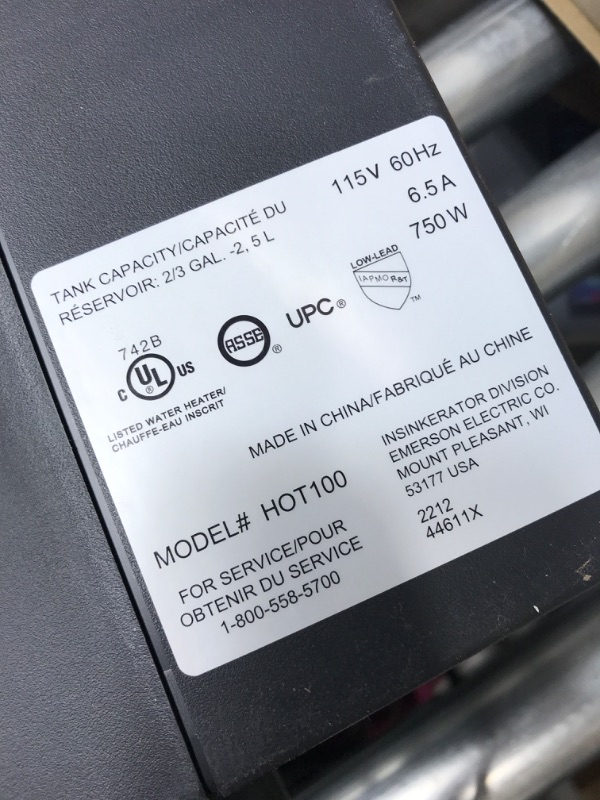 TANK CAPACITY/CAPACITÉ DU
RÉSERVOIR: 2/3 GAL. -2, 5 L
115V 60Hz
6.5 A
750 W
742B
C UL US
®
LISTED WATER HEATER/
CHAUFFE-EAU INSCRIT
ASSE ®
UPC®
LOW-LEAD
IAPMO R&T
TM
MADE IN CHINA/FABRIQUÉ AU CHINE
MODEL# HOT100
INSINKERATOR DIVISION
EMERSON ELECTRIC CO.
MOUNT PLEASANT, WI
53177 USA
FOR SERVICE/POUR
OBTENIR DU SERVICE
1-800-558-5700
2212
44611X